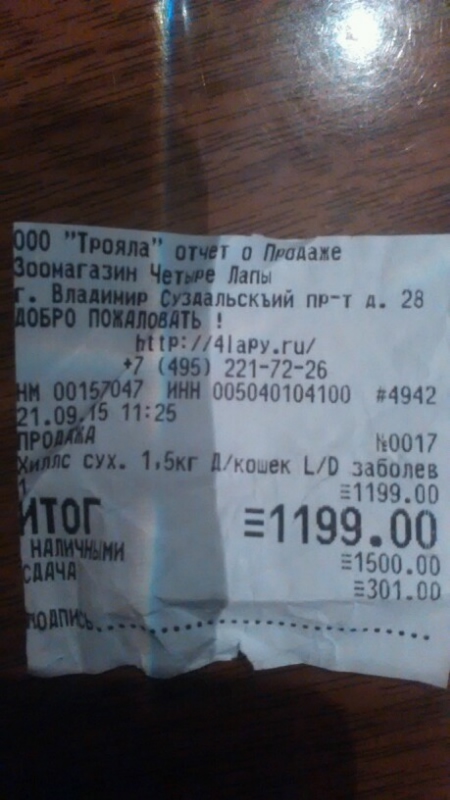 ООО "Трояла" отчет о Продаже
Зоомагазин Четыре Лапы
г. Владимир Суздальскъий пр-т д. 28
ДОБРО ПОЖАЛОВАТЬ !
http://4lapy.ru/
+7 (495) 221-72-26
НМ 00157047 ИНН 005040104100 #4942
21.09.15 11:25
ПРОДАЖА №0017
Хиллс сух. 1,5кг Д/кошек L/D заболев
1 ≡1199.00
ИТОГ ≡1199.00
НАЛИЧНЫМИ ≡1500.00
СДАЧА ≡301.00
ПОДПИСЬ..............................